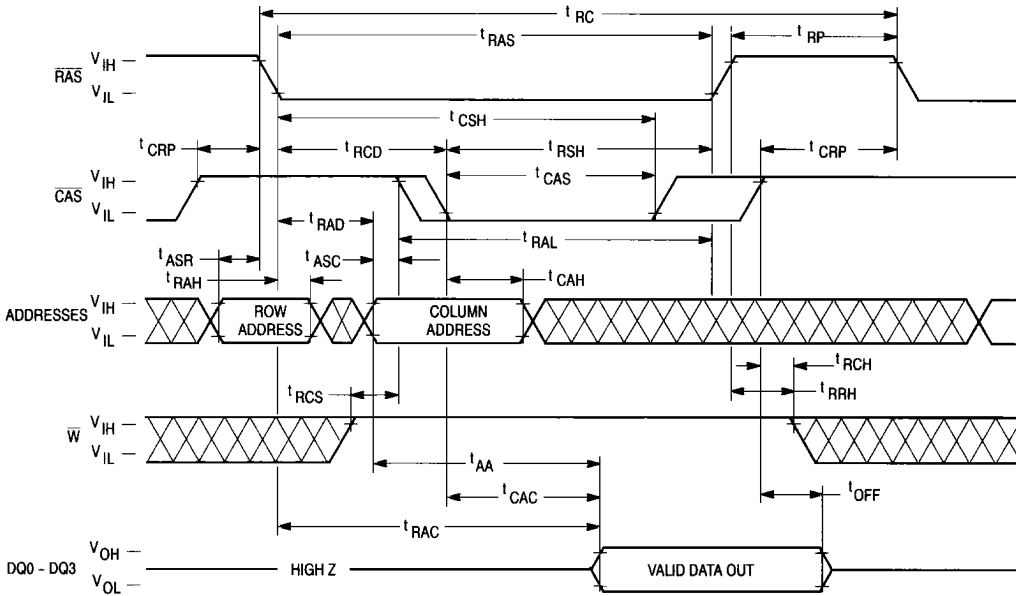 t RC
t RAS
t RP
RAS
V IH
V IL
t CSH
t CRP
t RCD
t RSH
t CRP
CAS
V IH
V IL
t CAS
t RAD
t RAL
t ASR
t ASC
t RAH
t CAH
ADDRESSES
V IH
V IL
ROW ADDRESS
COLUMN ADDRESS
t RCH
t RCS
t RRH
W
V IH
V IL
t AA
t CAC
t OFF
t RAC
DQ0 - DQ3
V OH
V OL
HIGH Z
VALID DATA OUT